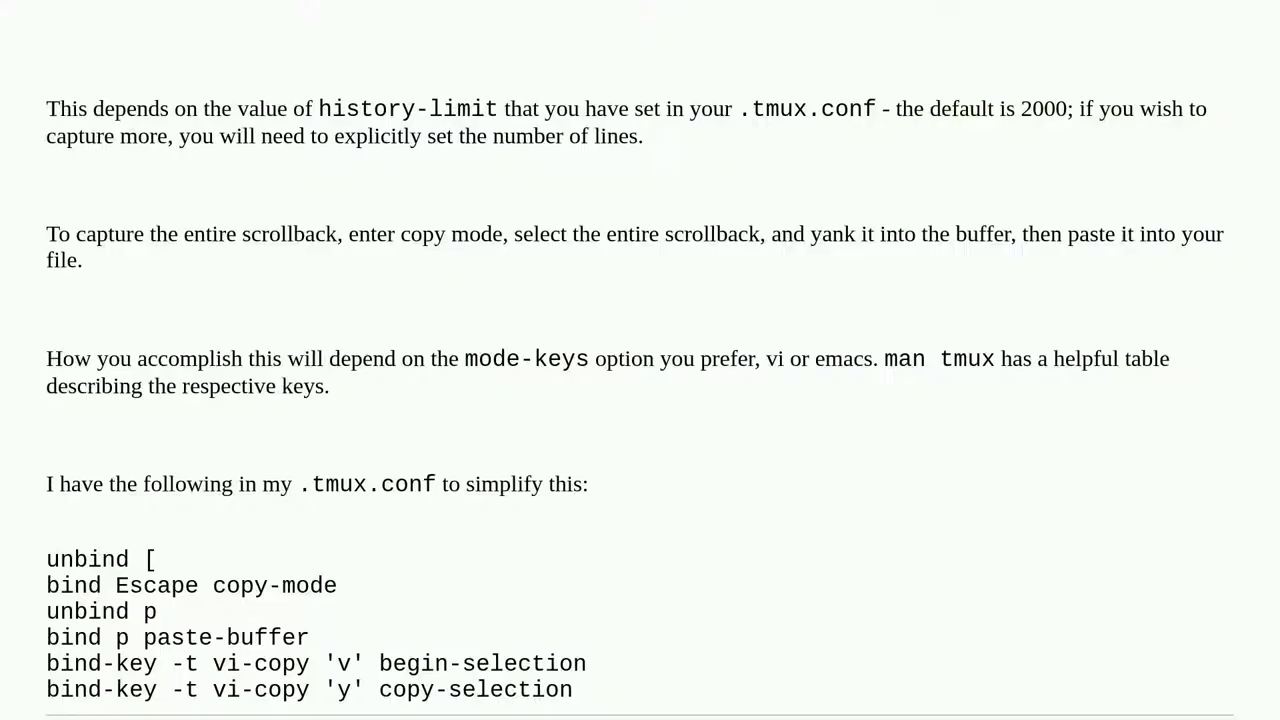 This depends on the value of history-limit that you have set in your .tmux.conf - the default is 2000; if you wish to
capture more, you will need to explicitly set the number of lines.
To capture the entire scrollback, enter copy mode, select the entire scrollback, and yank it into the buffer, then paste it into your
file.
How you accomplish this will depend on the mode-keys option you prefer, vi or emacs. man tmux has a helpful table
describing the respective keys.
I have the following in my .tmux.conf to simplify this:
unbind [
bind Escape copy-mode
unbind p
bind p paste-buffer
bind-key -t vi-copy 'v' begin-selection
bind-key -t vi-copy 'y' copy-selection